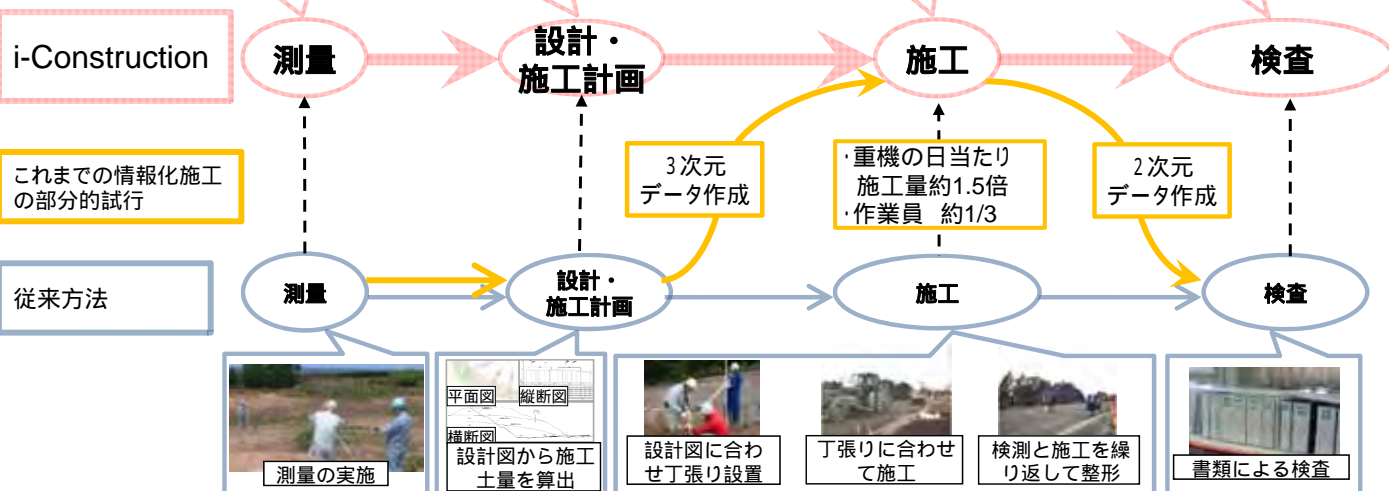 i-Construction
測量
設計・
施工計画
施工
検査
これまでの情報化施工
の部分的試行
3次元
データ作成
・重機の日当たり
施工量約1.5倍
・作業員 約1/3
2次元
データ作成
従来方法
測量
設計・
施工計画
施工
検査
測量の実施
平面図
縦断図
横断図
設計図から施工
土量を算出
設計図に合わ
せ丁張り設置
丁張りに合わせ
て施工
検測と施工を繰
り返して整形
書類による検査